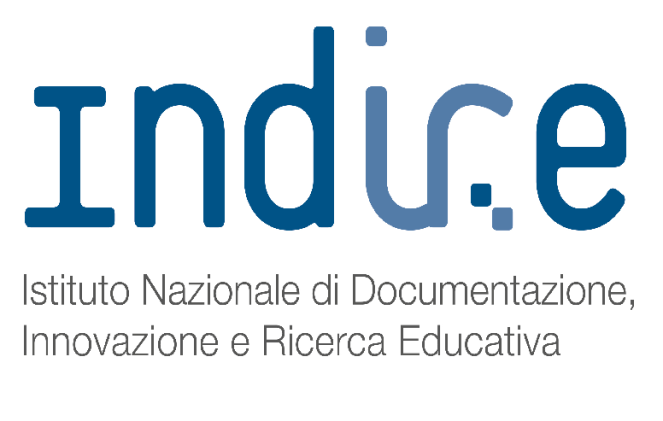 Indire
Istituto Nazionale di Documentazione,
Innovazione e Ricerca Educativa